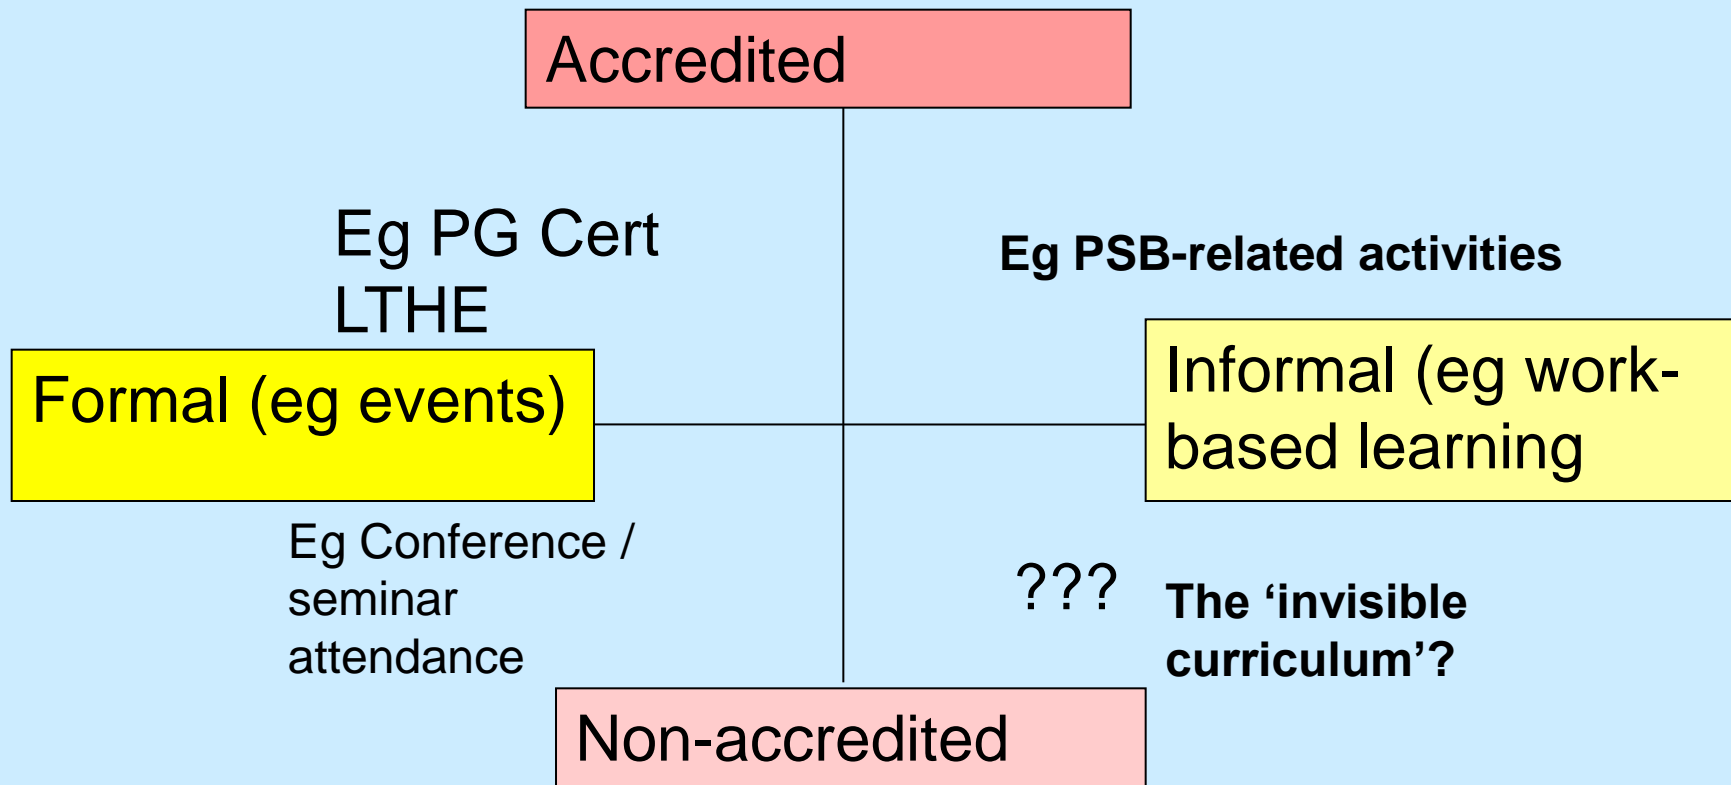 Accredited
Eg PG Cert
LTHE
Eg PSB-related activities
Formal (eg events)
Informal (eg work-
based learning
Eg Conference /
seminar
attendance
???
The ‘invisible
curriculum’?
Non-accredited